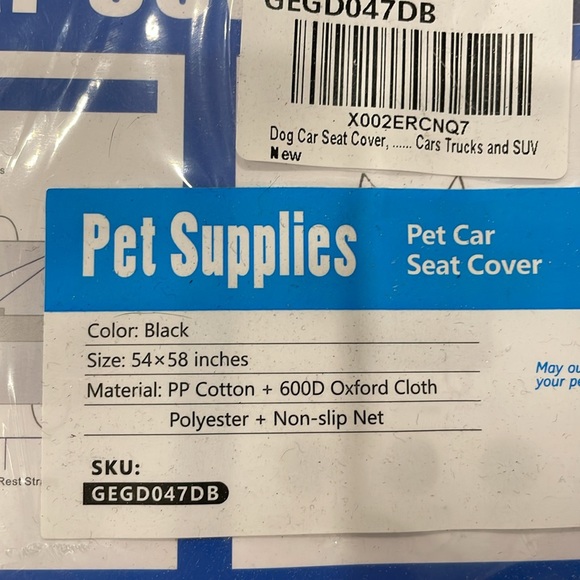 GEGD047DB
X002ERCNQ7
Dog Car Seat Cover, ...... Cars Trucks and SUV
New
Pet Supplies
Pet Car
Seat Cover
Color: Black
Size: 54×58 inches
Material: PP Cotton + 600D Oxford Cloth
Polyester + Non-slip Net
May ou
your pe
SKU:
GEGD047DB
Rest Str